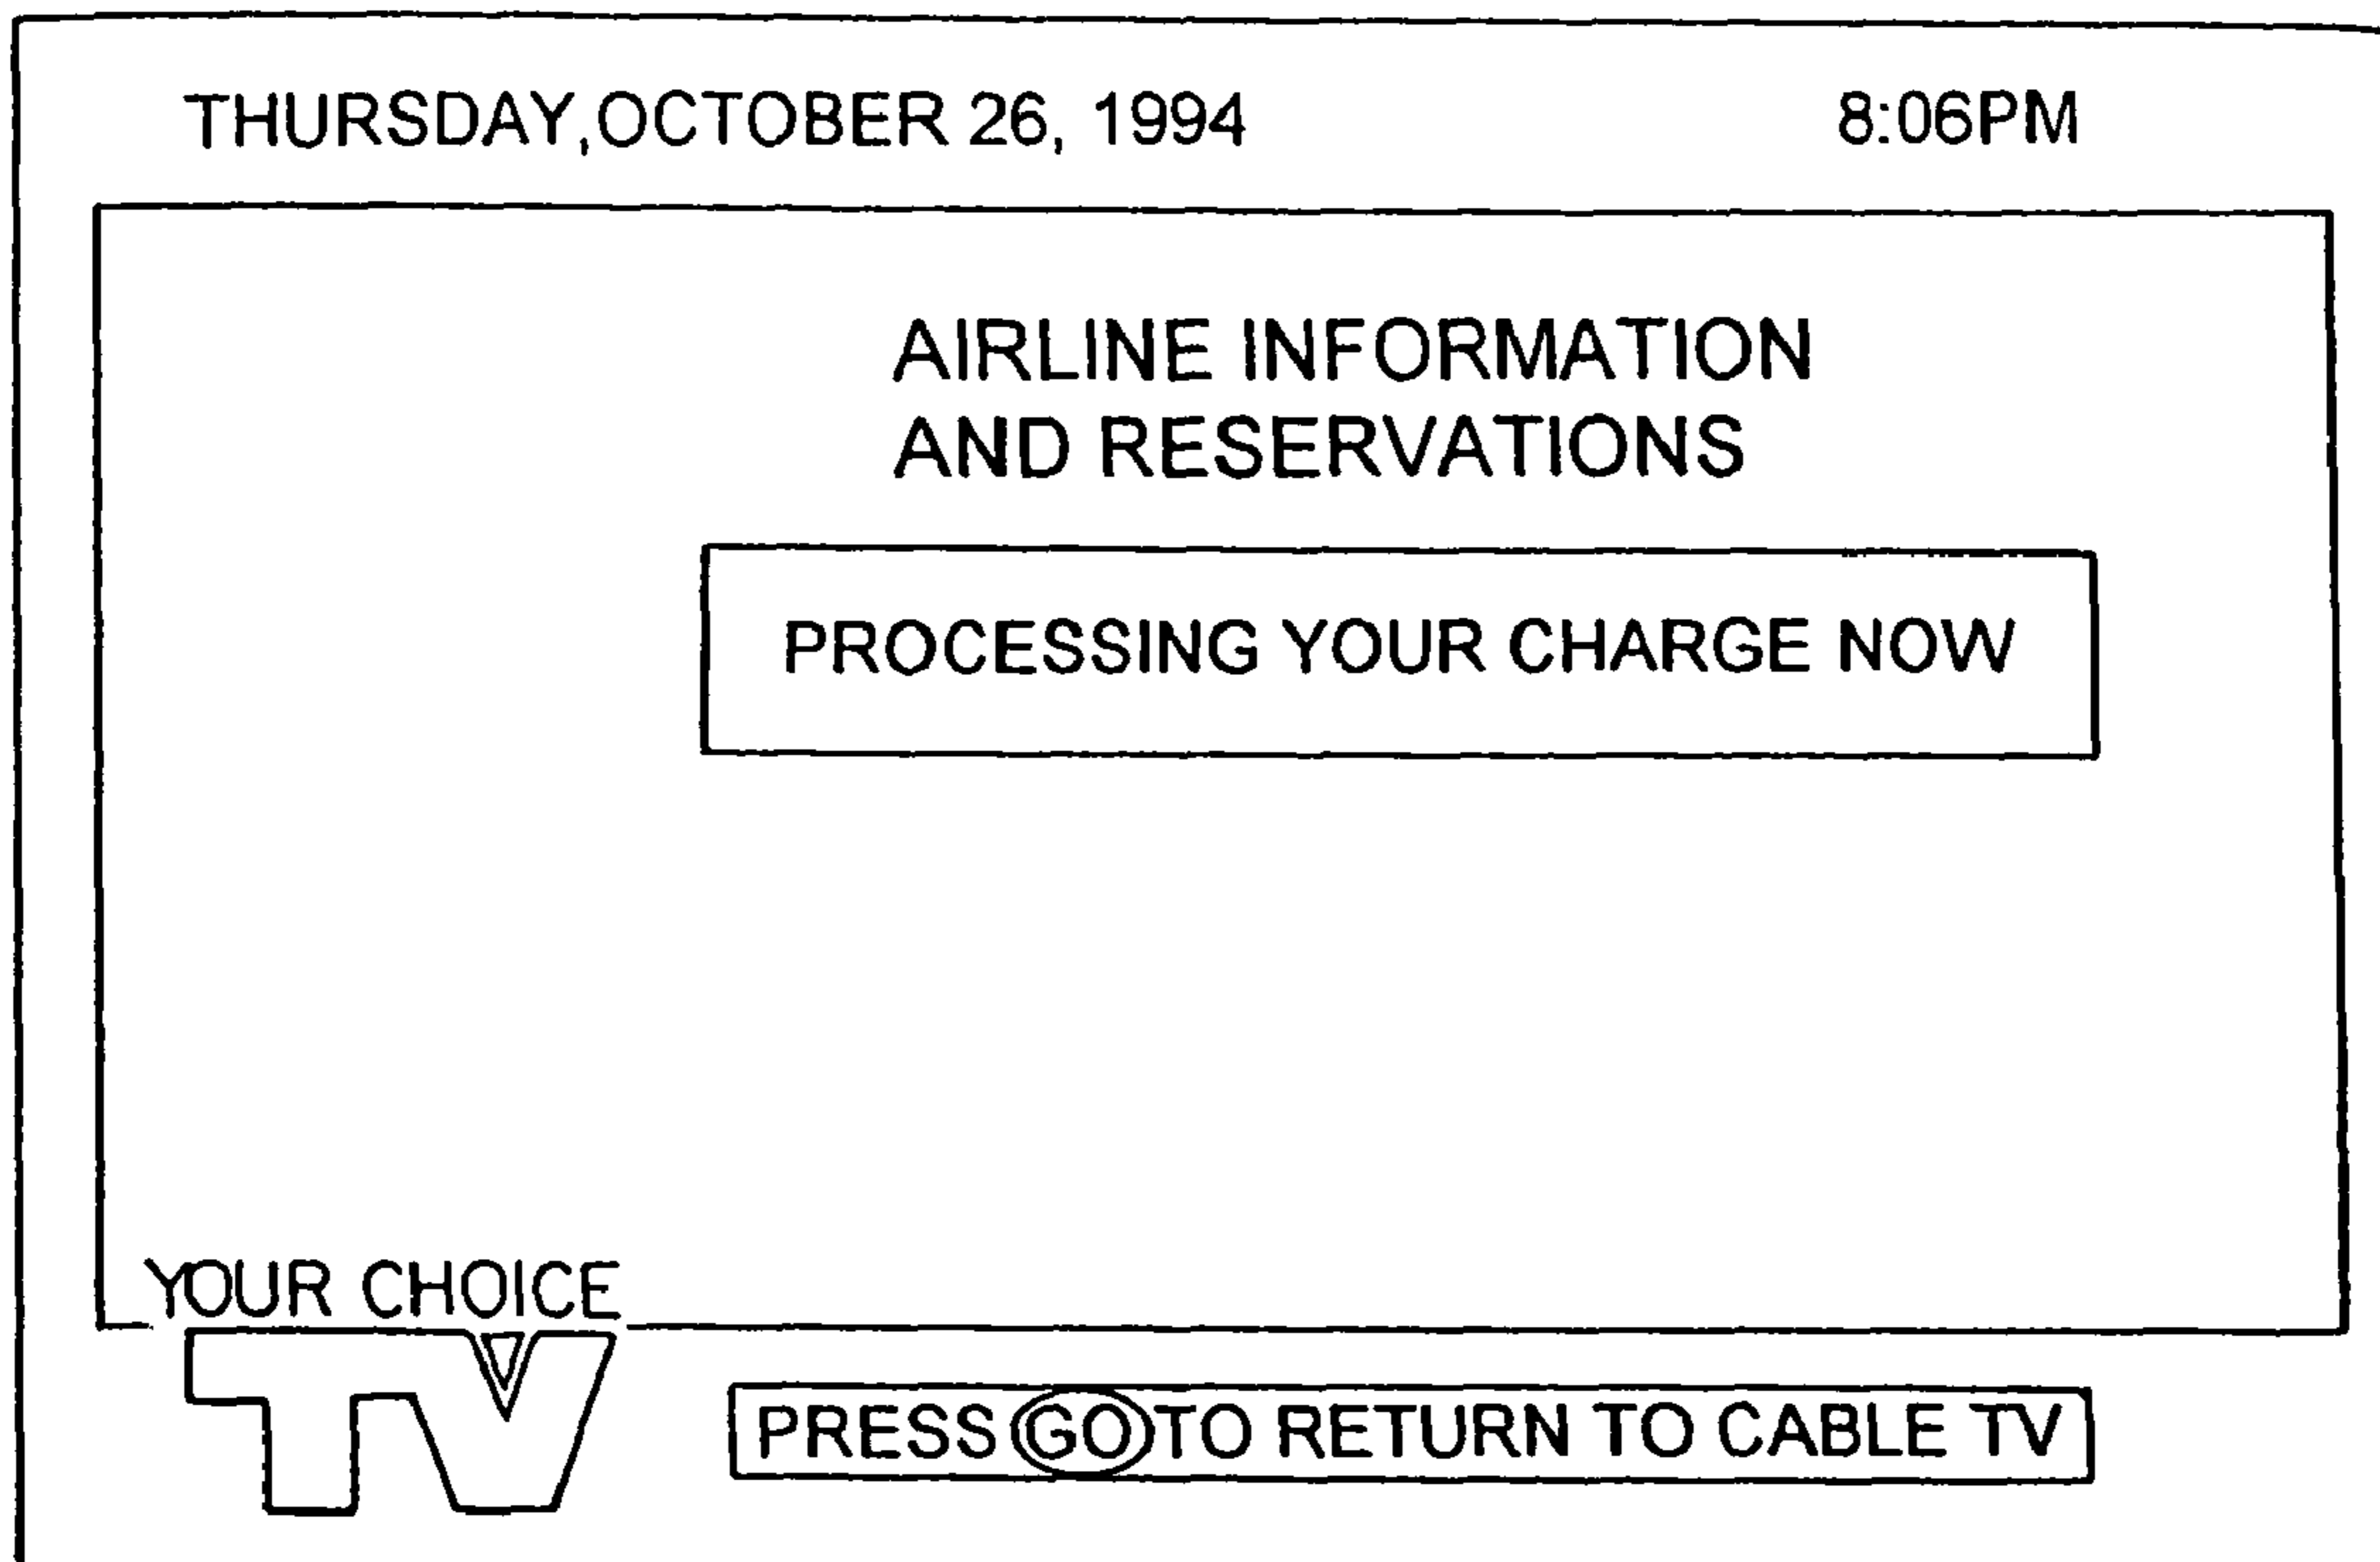 THURSDAY,OCTOBER 26, 1994 8:06PM
AIRLINE INFORMATION
AND RESERVATIONS
PROCESSING YOUR CHARGE NOW
YOUR CHOICE
TV
PRESS GO TO RETURN TO CABLE TV